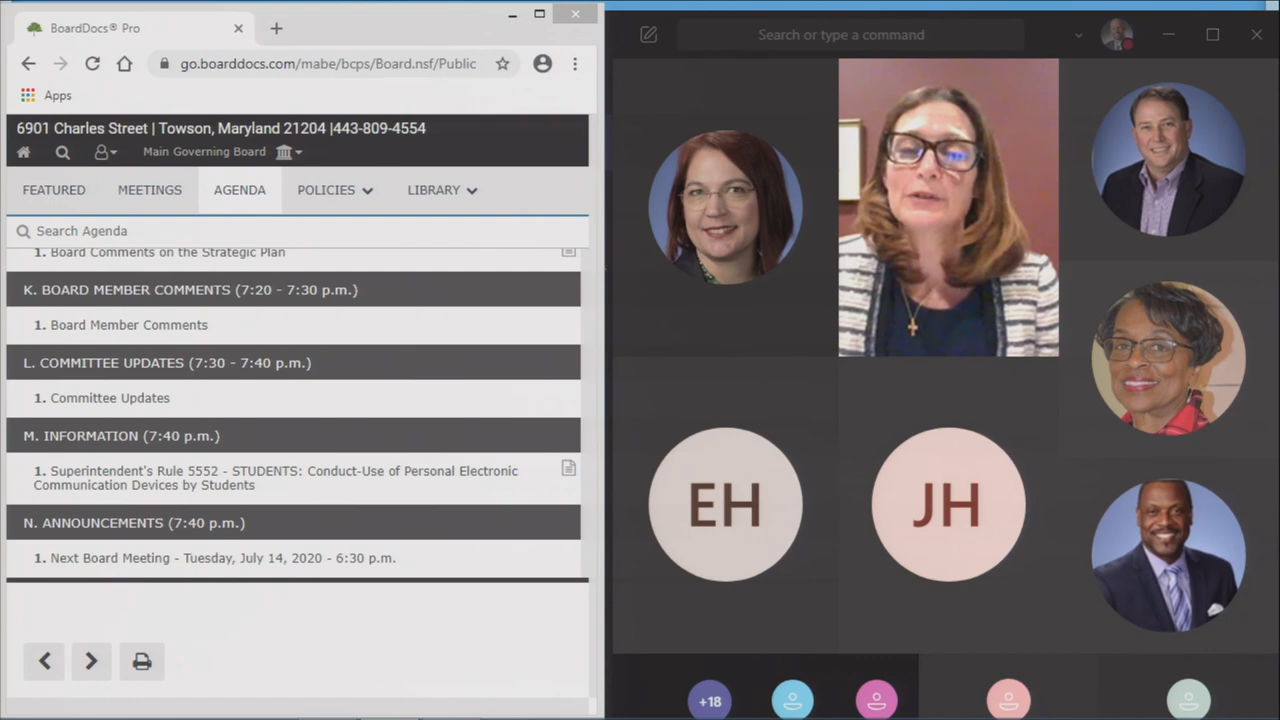 BoardDocs® Pro
go.boarddocs.com/mabe/bcps/Board.nsf/Public
Apps
6901 Charles Street | Towson, Maryland 21204 |443-809-4554
Main Governing Board
FEATURED MEETINGS AGENDA POLICIES LIBRARY
Search Agenda
1. Board Comments on the Strategic Plan
K. BOARD MEMBER COMMENTS (7:20 - 7:30 p.m.)
1. Board Member Comments
L. COMMITTEE UPDATES (7:30 - 7:40 p.m.)
1. Committee Updates
M. INFORMATION (7:40 p.m.)
1. Superintendent's Rule 5552 - STUDENTS: Conduct-Use of Personal Electronic
Communication Devices by Students
N. ANNOUNCEMENTS (7:40 p.m.)
1. Next Board Meeting - Tuesday, July 14, 2020 - 6:30 p.m.
Search or type a command
EH
JH
+18